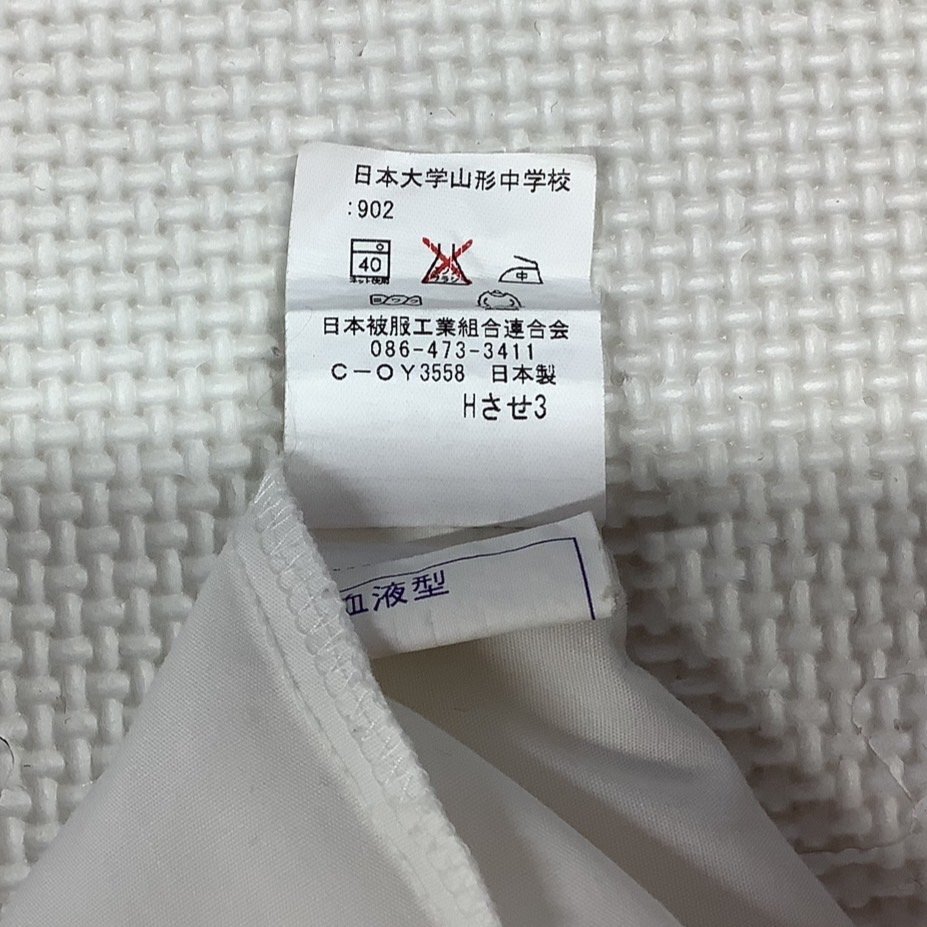 日本大学山形中学校
:902
40
ネット使用
中
日本被服工業組合連合会
086-473-3411
C-OY3558 日本製
Hさせ3
血液型